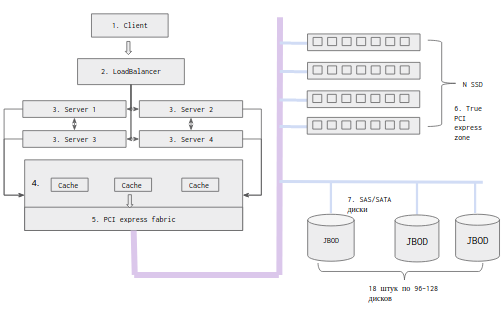 1. Client
2. LoadBalancer
3. Server 1
3. Server 2
3. Server 3
3. Server 4
4.
Cache
Cache
Cache
5. PCI express fabric
N SSD
6. True
PCI
express
zone
7. SAS/SATA
диски
JBOD
JBOD
JBOD
18 штук по 96-128
дисков